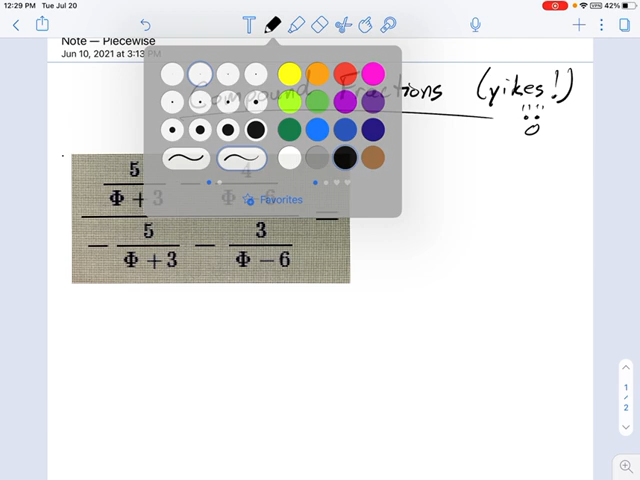 12:29 PM Tue Jul 20
VPN 42%
T
Note — Piecewise
Jun 10, 2021 at 3:13 PM
Compound Fractions (yikes!)
5 4
Φ + 3 − Φ − 6 =
− 5 − 3
Φ + 3 Φ − 6
Favorites
1
/
2